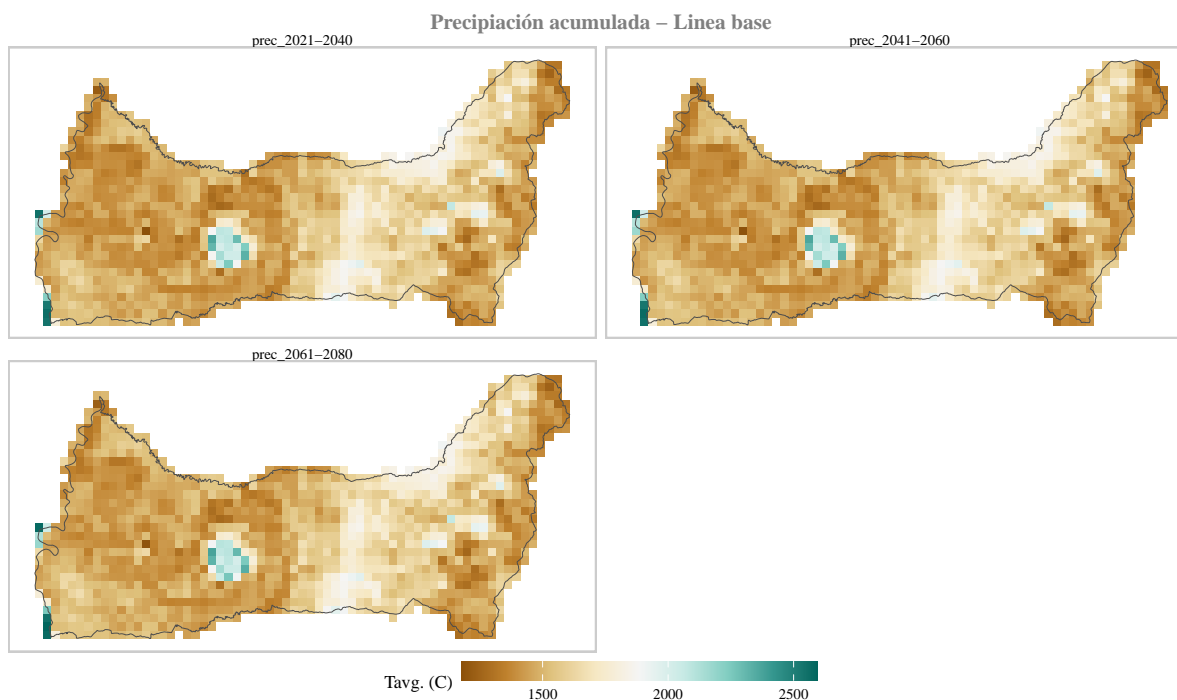 Precipiación acumulada – Linea base
prec_2021−2040
prec_2041−2060
prec_2061−2080
Tavg. (C)
1500
2000
2500